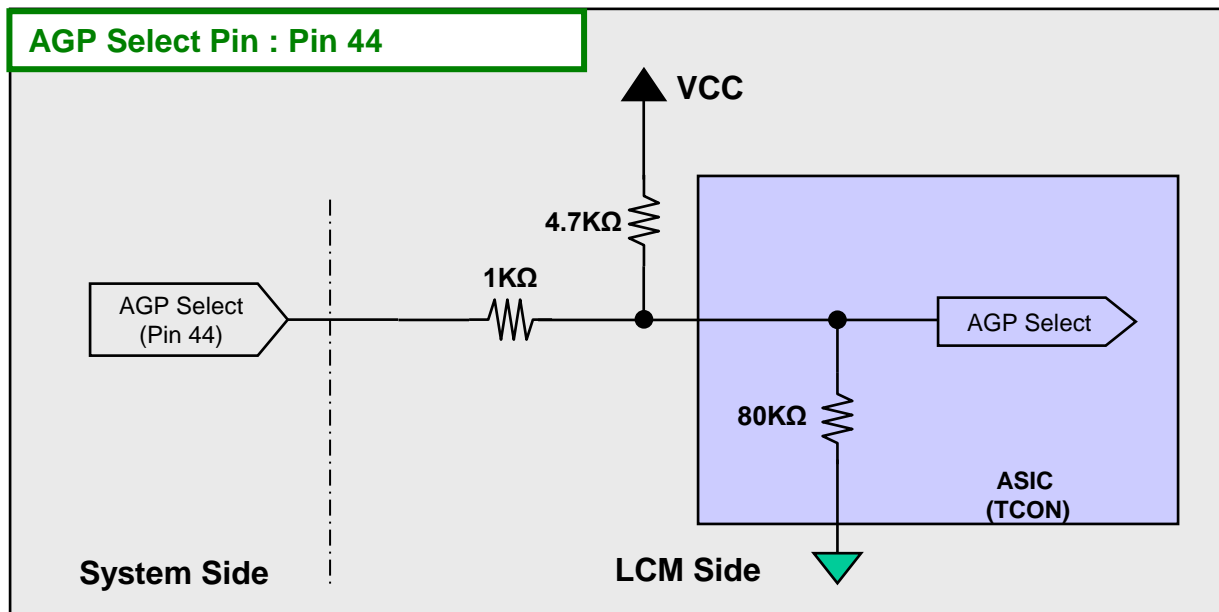 AGP Select Pin : Pin 44
VCC
4.7KΩ
1KΩ
AGP Select
(Pin 44)
AGP Select
80KΩ
ASIC
(TCON)
System Side
LCM Side